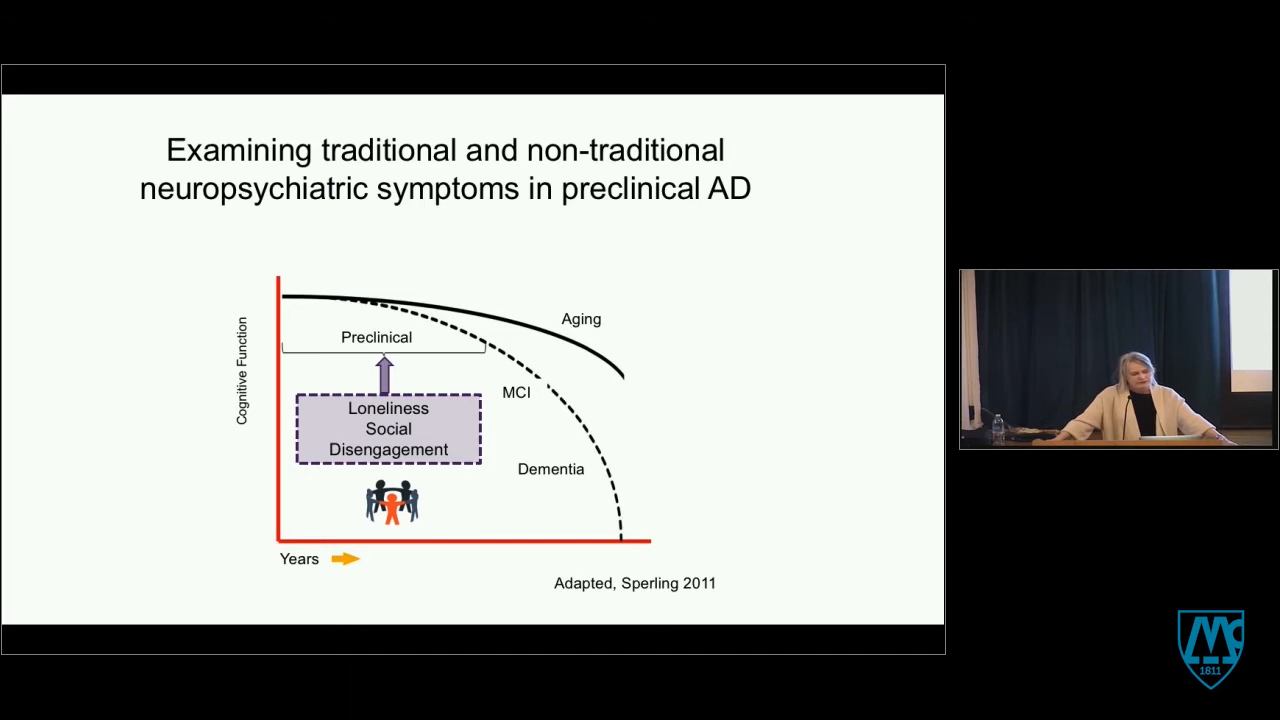 Examining traditional and non-traditional
neuropsychiatric symptoms in preclinical AD
Cognitive Function
Aging
Preclinical
MCI
Loneliness
Social
Disengagement
Dementia
Years
Adapted, Sperling 2011
Mc
1811